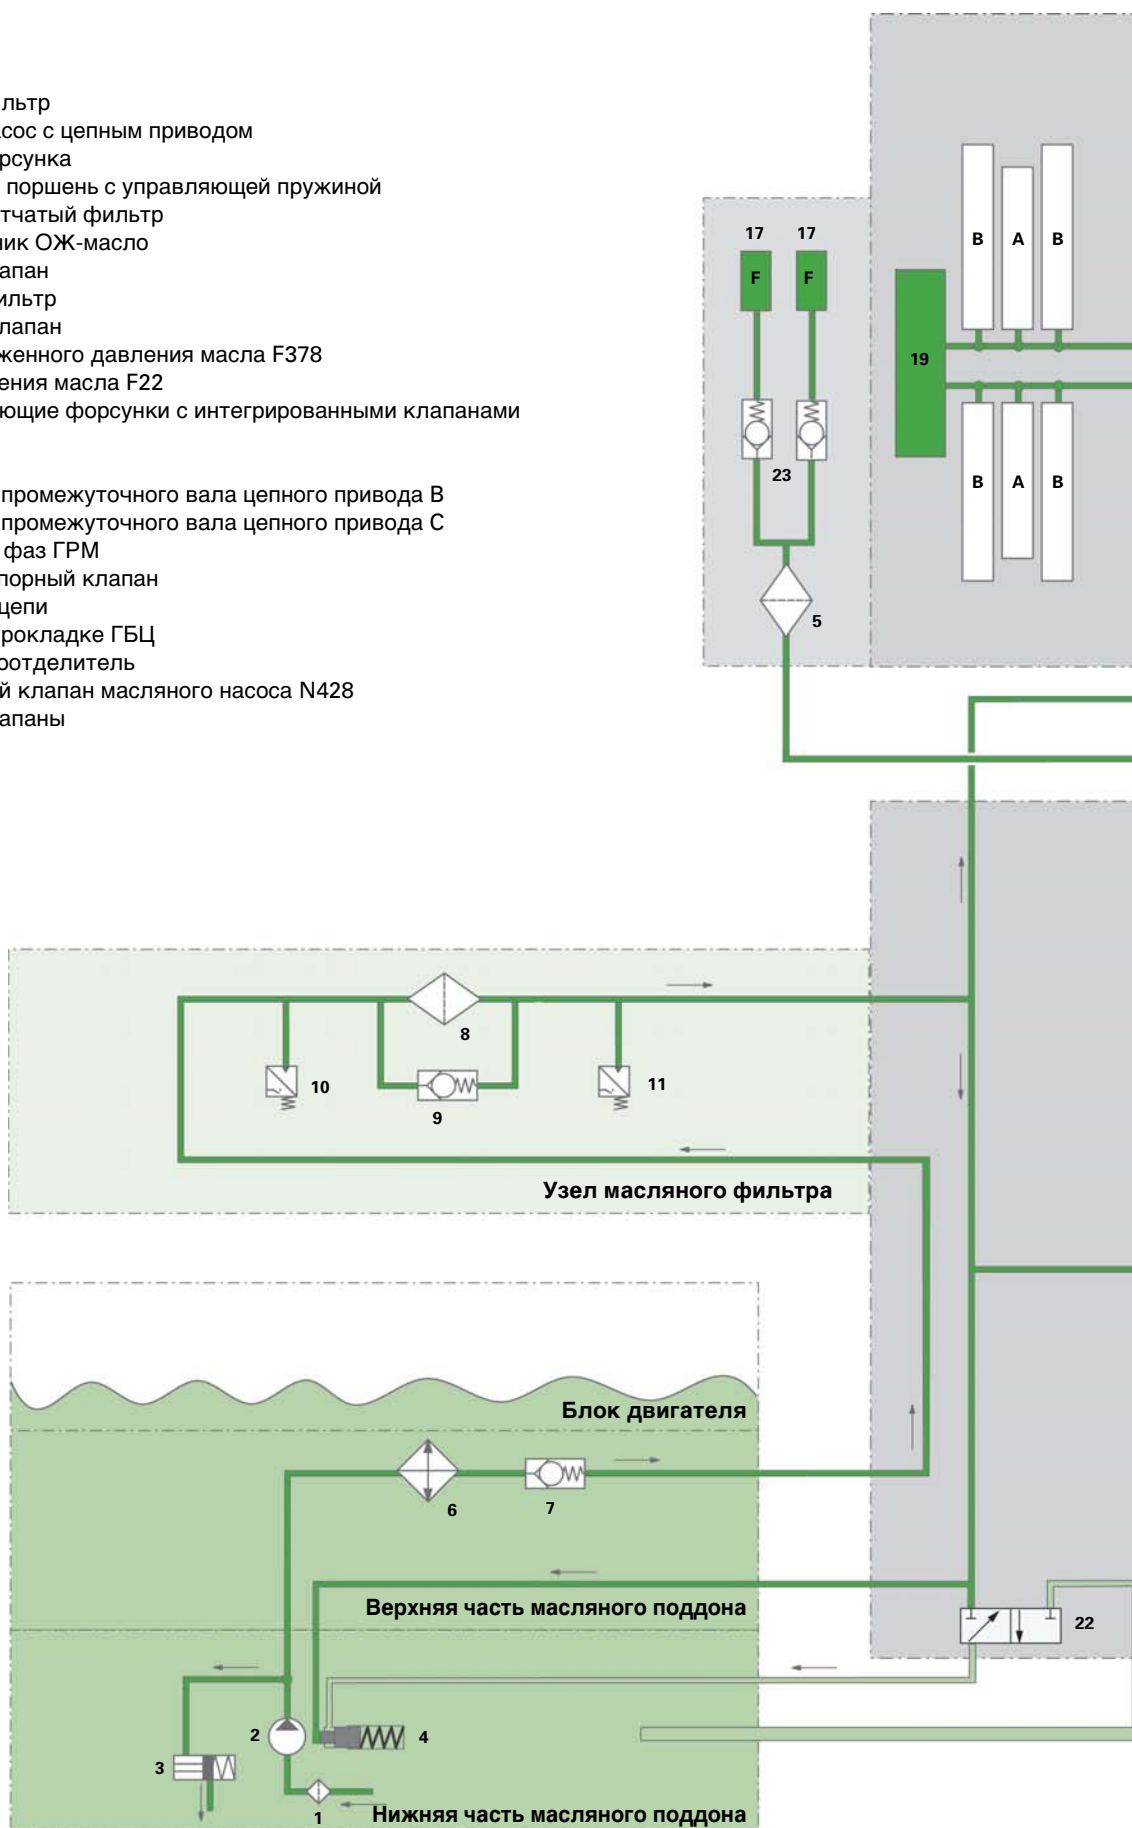 льтр
асос с цепным приводом
рсунка
поршень с управляющей пружиной
тчатый фильтр
ник ОЖ-масло
апан
ильтр
лапан
женного давления масла F378
ения масла F22
ющие форсунки с интегрированными клапанами
промежуточного вала цепного привода B
промежуточного вала цепного привода C
фаз ГРМ
порный клапан
цепи
рокладке ГБЦ
оотделитель
й клапан масляного насоса N428
апаны
17 17
F F
B A B
19
23
B A B
5
8
10
9
11
Узел масляного фильтра
Блок двигателя
6
7
Верхняя часть масляного поддона
22
2
4
3
1
Нижняя часть масляного поддона